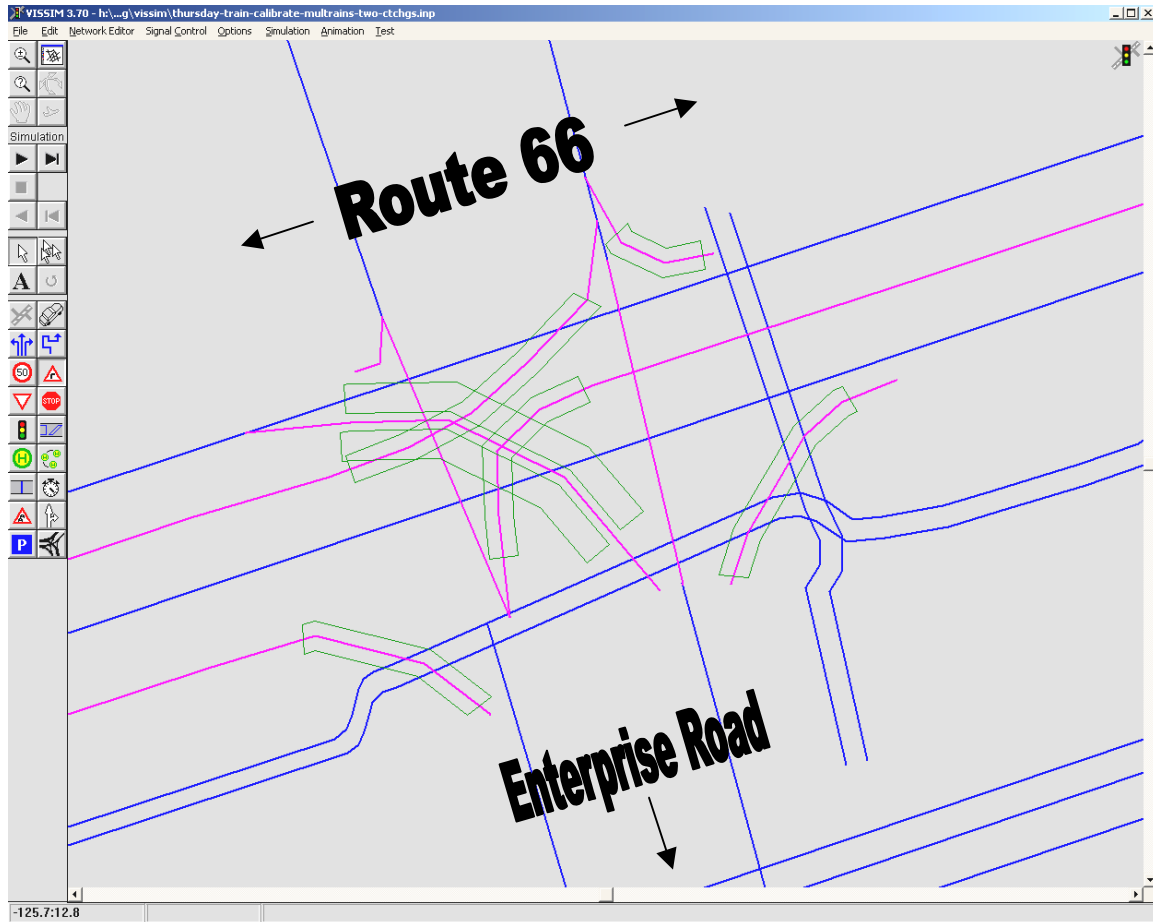 VISSIM 3.70 - h:\...g\vissim\thursday-train-calibrate-multrains-two-ctchgs.inp
File Edit Network Editor Signal Control Options Simulation Animation Test
Simulation
Route 66
A
50
STOP
H
P
Enterprise Road
-125.7:12.8